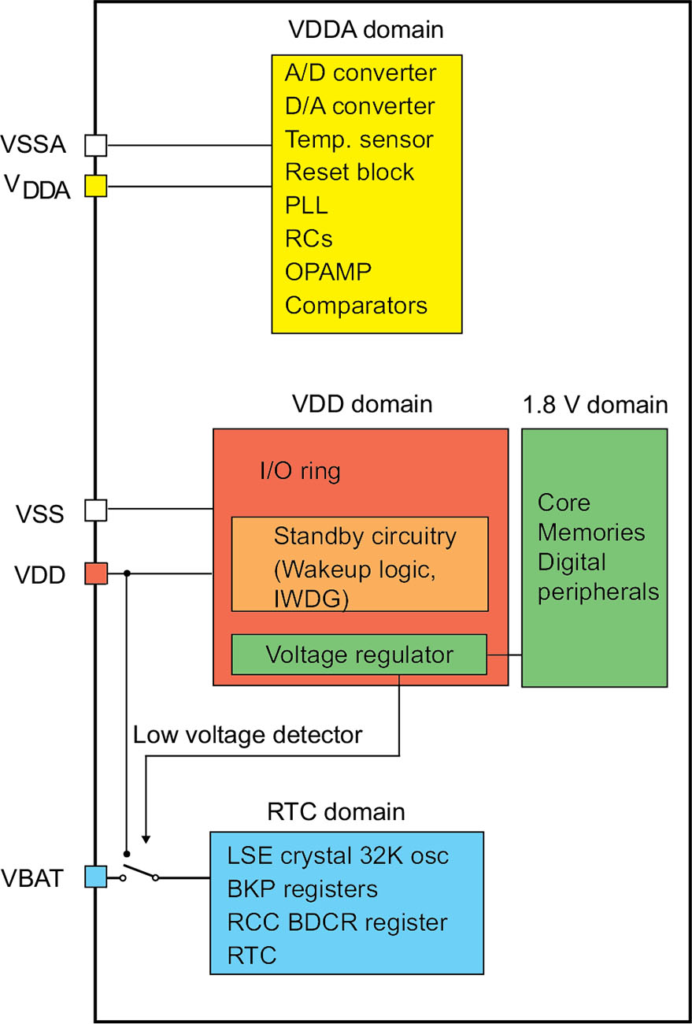 VDDA domain
A/D converter
D/A converter
Temp. sensor
Reset block
PLL
RCs
OPAMP
Comparators
VSSA
VDDA
VDD domain
1.8 V domain
I/O ring
Standby circuitry
(Wakeup logic,
IWDG)
Voltage regulator
Core
Memories
Digital
peripherals
VSS
VDD
Low voltage detector
RTC domain
LSE crystal 32K osc
BKP registers
RCC BDCR register
RTC
VBAT